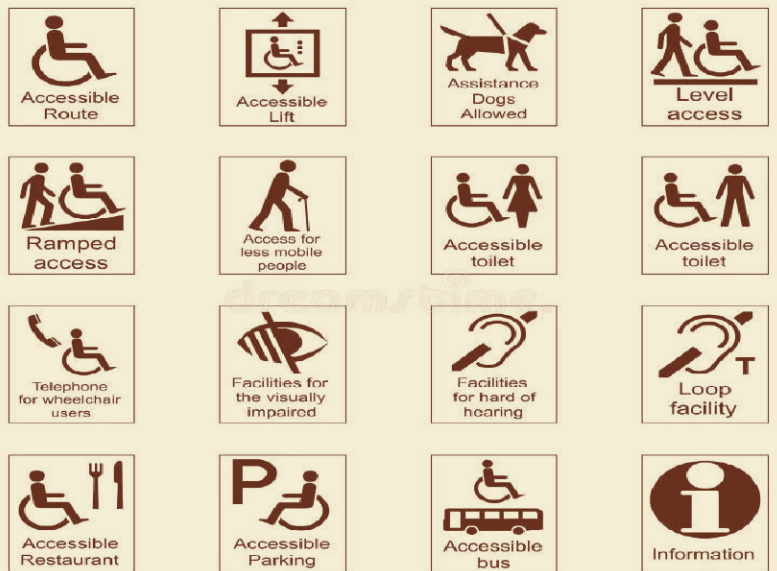 Accessible
Route
Accessible
Lift
Assistance
Dogs
Allowed
Level
access
Ramped
access
Access for
less mobile
people
Accessible
toilet
Accessible
toilet
dreamstime.
Telephone
for wheelchair
users
Facilities for
the visually
impaired
Facilities
for hard of
hearing
T
Loop
facility
Accessible
Restaurant
P
Accessible
Parking
Accessible
bus
i
Information